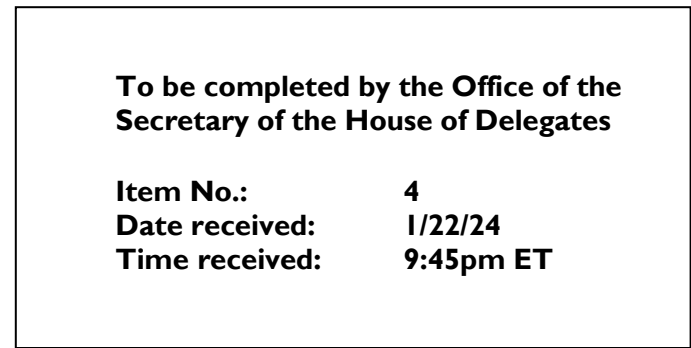 To be completed by the Office of the
Secretary of the House of Delegates
Item No.: 4
Date received: 1/22/24
Time received: 9:45pm ET